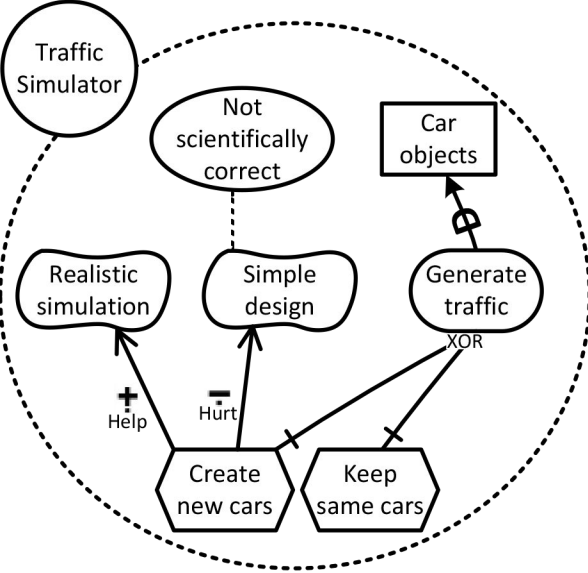 Traffic
Simulator
Not
scientifically
correct
Car
objects
D
Realistic
simulation
Simple
design
Generate
traffic
XOR
Help
Hurt
Create
new cars
Keep
same cars